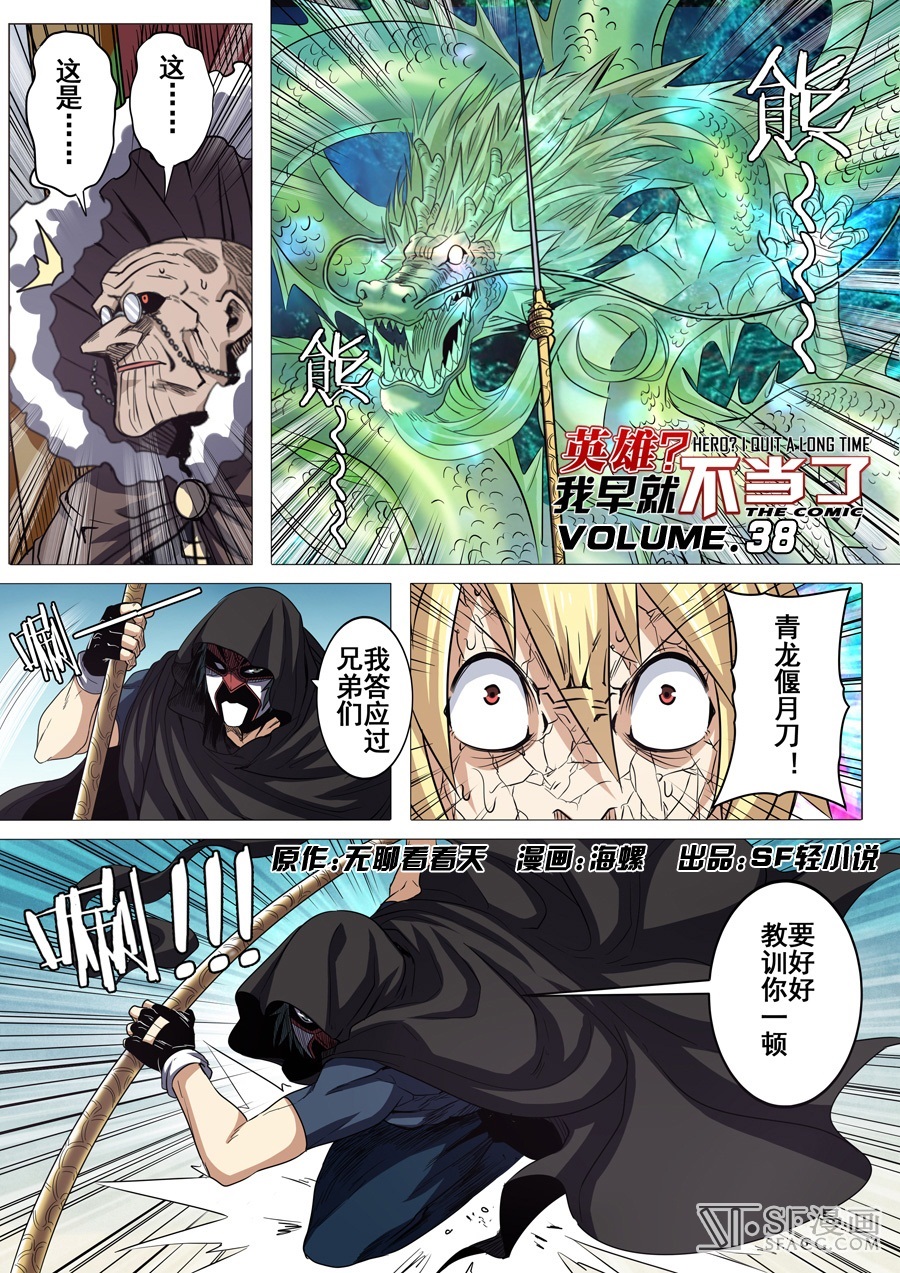 这……
这是……
熊～～
熊～～
英雄?
HERO? I QUIT A LONG TIME
我早就不当了
THE COMIC
VOLUME.38
青龙偃月刀！
我答应过
兄弟们
唰
唰!!!
原作:无聊看看天 漫画:海螺 出品:SF轻小说
要好好
教训你一顿
SF漫画
SFACG.COM